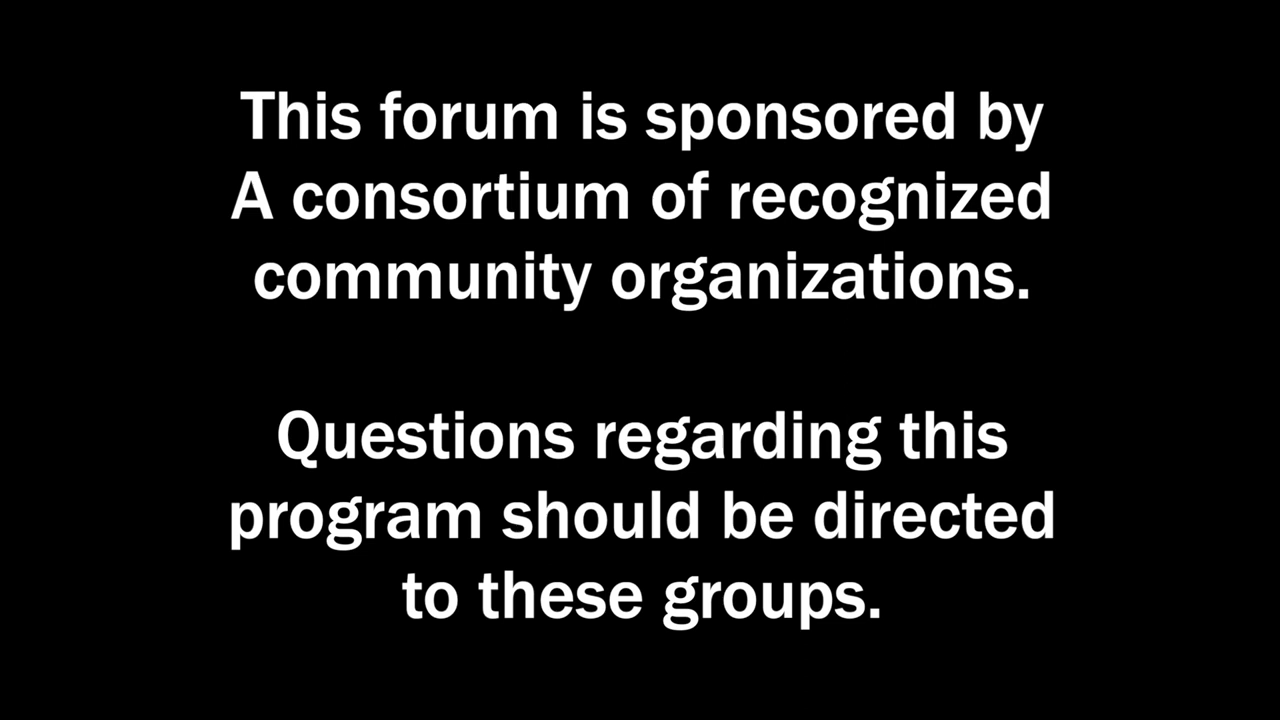 This forum is sponsored by
A consortium of recognized
community organizations.
Questions regarding this
program should be directed
to these groups.